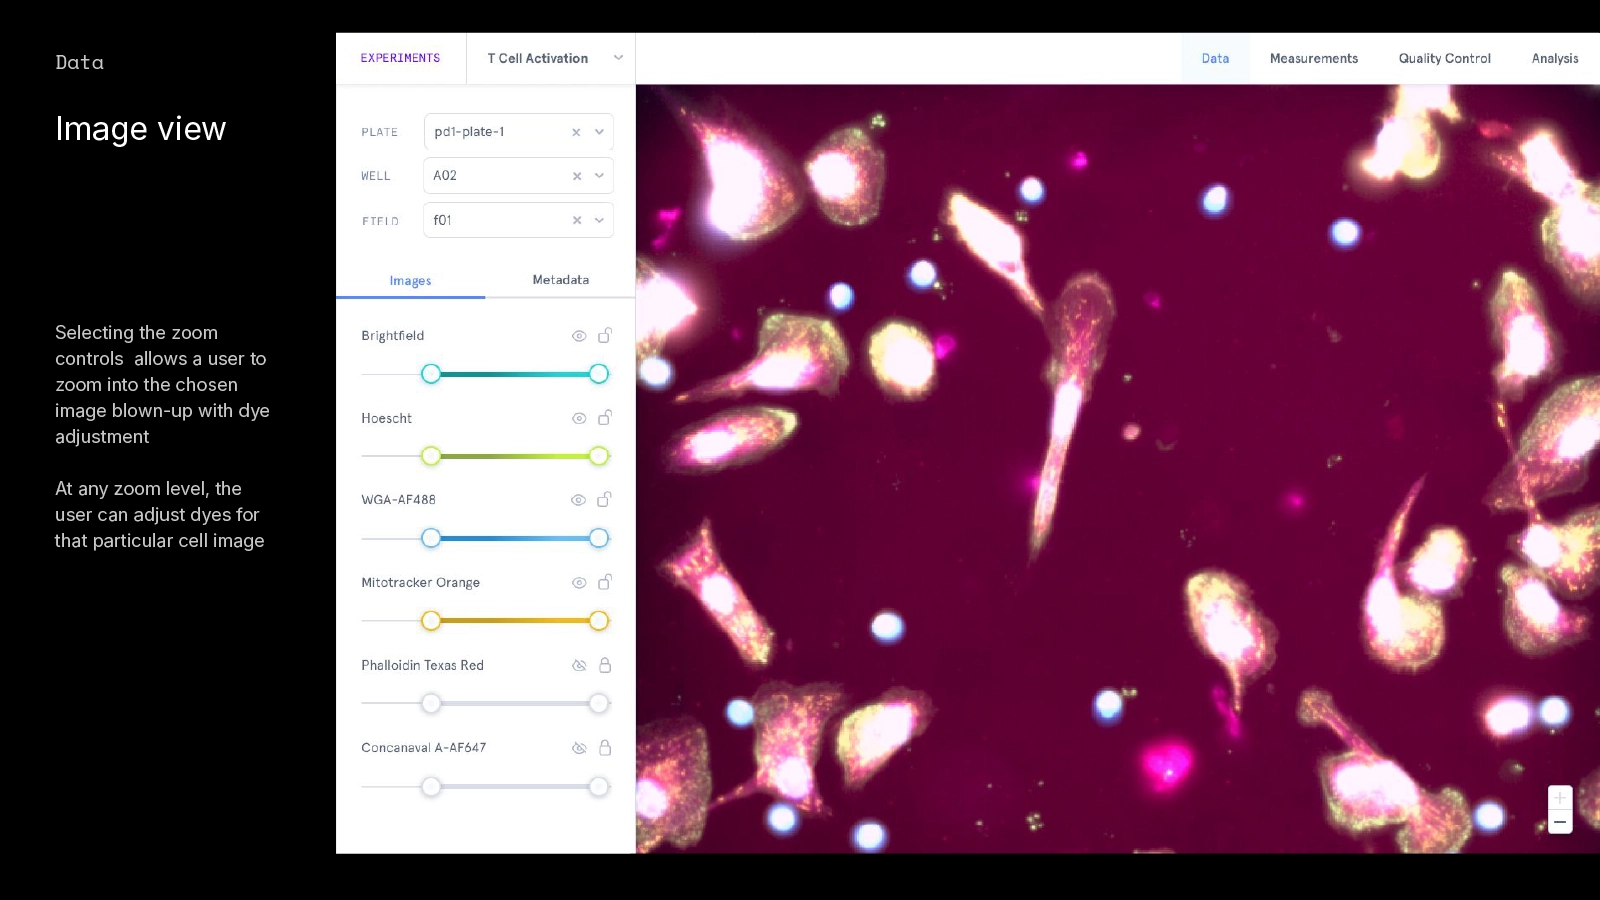 Data
Image view
Selecting the zoom
controls  allows a user to
zoom into the chosen
image blown-up with dye
adjustment
At any zoom level, the
user can adjust dyes for
that particular cell image
EXPERIMENTS
T Cell Activation
Data
Measurements
Quality Control
Analysis
PLATE
pd1-plate-1
WELL
A02
FIELD
f01
Images
Metadata
Brightfield
Hoescht
WGA-AF488
Mitotracker Orange
Phalloidin Texas Red
Concanaval A-AF647